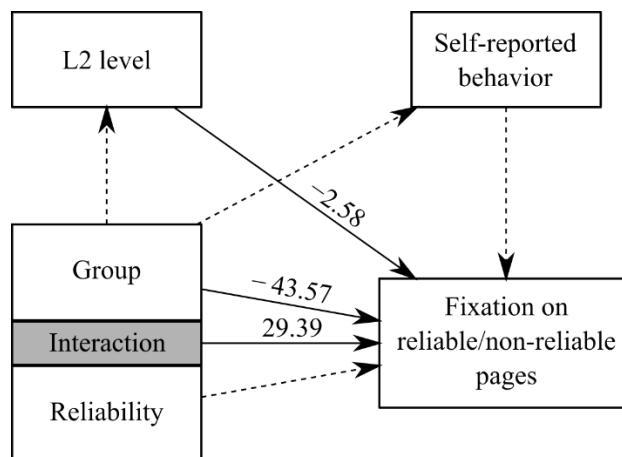 L2 level
Self-reported
behavior
−2.58
Group
−43.57
Fixation on
Interaction
29.39
reliable/non-reliable
pages
Reliability